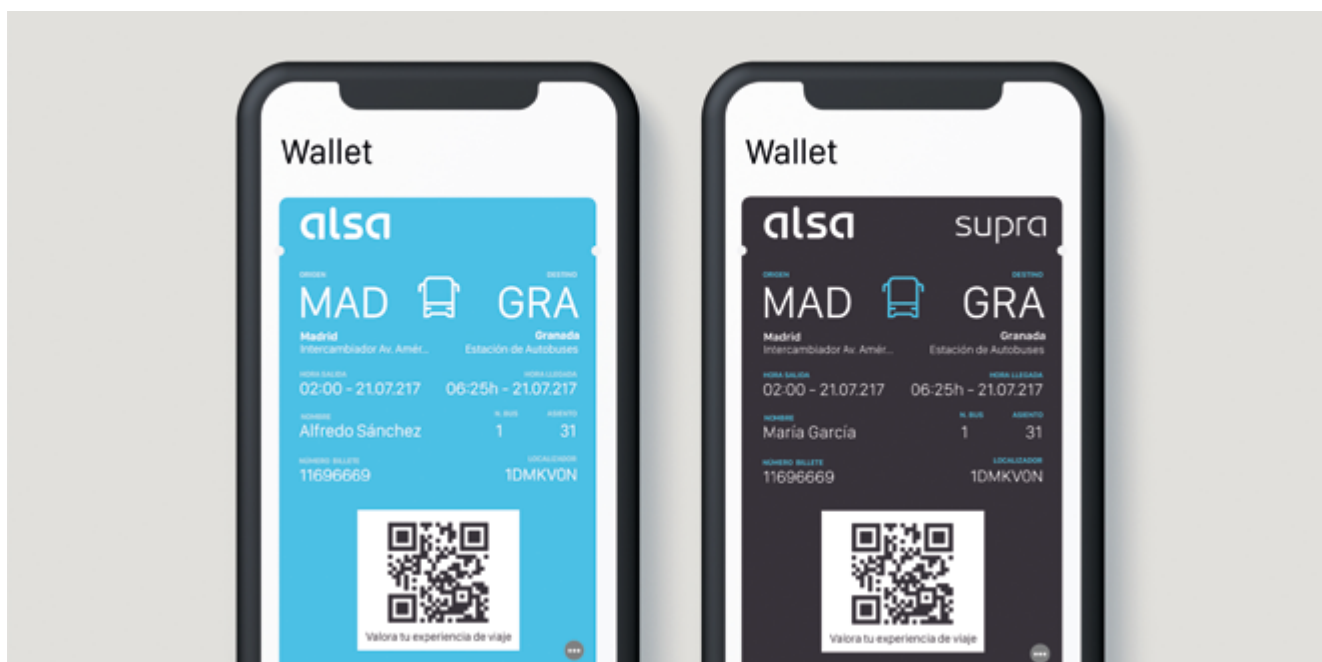 Wallet
alsa
ORIGEN DESTINO
MAD GRA
Madrid Granada
Intercambiador Av. Amér... Estación de Autobuses
HORA SALIDA HORA LLEGADA
02:00 - 21.07.217 06:25h - 21.07.217
NOMBRE N. BUS ASIENTO
Alfredo Sánchez 1 31
NÚMERO BILLETE LOCALIZADOR
11696669 1DMKV0N
Valora tu experiencia de viaje
Wallet
alsa supra
ORIGEN DESTINO
MAD GRA
Madrid Granada
Intercambiador Av. Amér... Estación de Autobuses
HORA SALIDA HORA LLEGADA
02:00 - 21.07.217 06:25h - 21.07.217
NOMBRE N. BUS ASIENTO
María García 1 31
NÚMERO BILLETE LOCALIZADOR
11696669 1DMKV0N
Valora tu experiencia de viaje